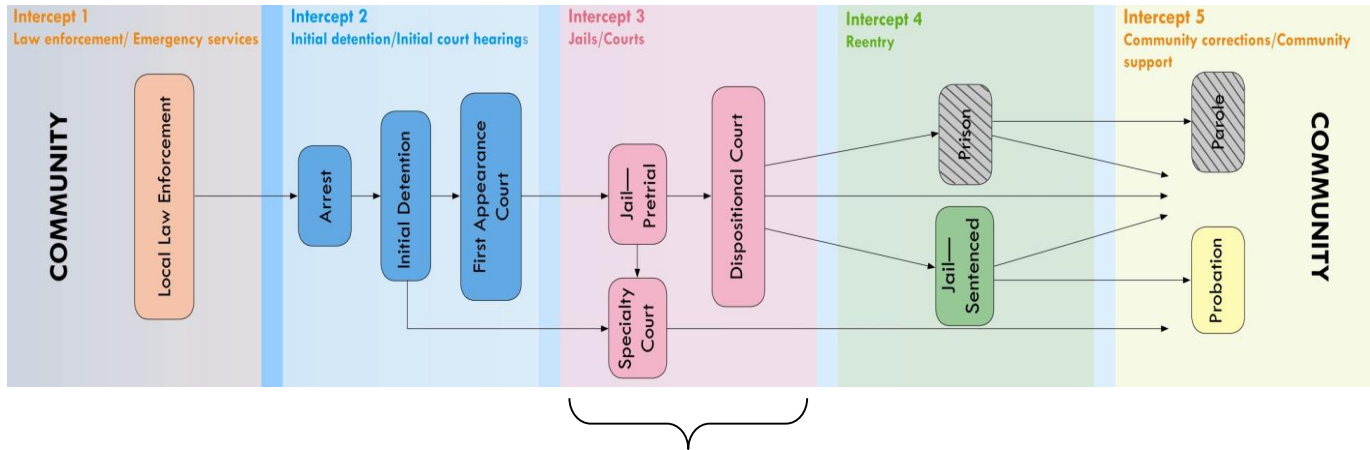 Intercept 1
Law enforcement/ Emergency services
COMMUNITY
Local Law Enforcement
Intercept 2
Initial detention/Initial court hearings
Arrest
Initial Detention
First Appearance
Court
Intercept 3
Jails/Courts
Jail—
Pretrial
Specialty
Court
Dispositional Court
Intercept 4
Reentry
Prison
Jail—
Sentenced
Intercept 5
Community corrections/Community
support
Parole
Probation
COMMUNITY